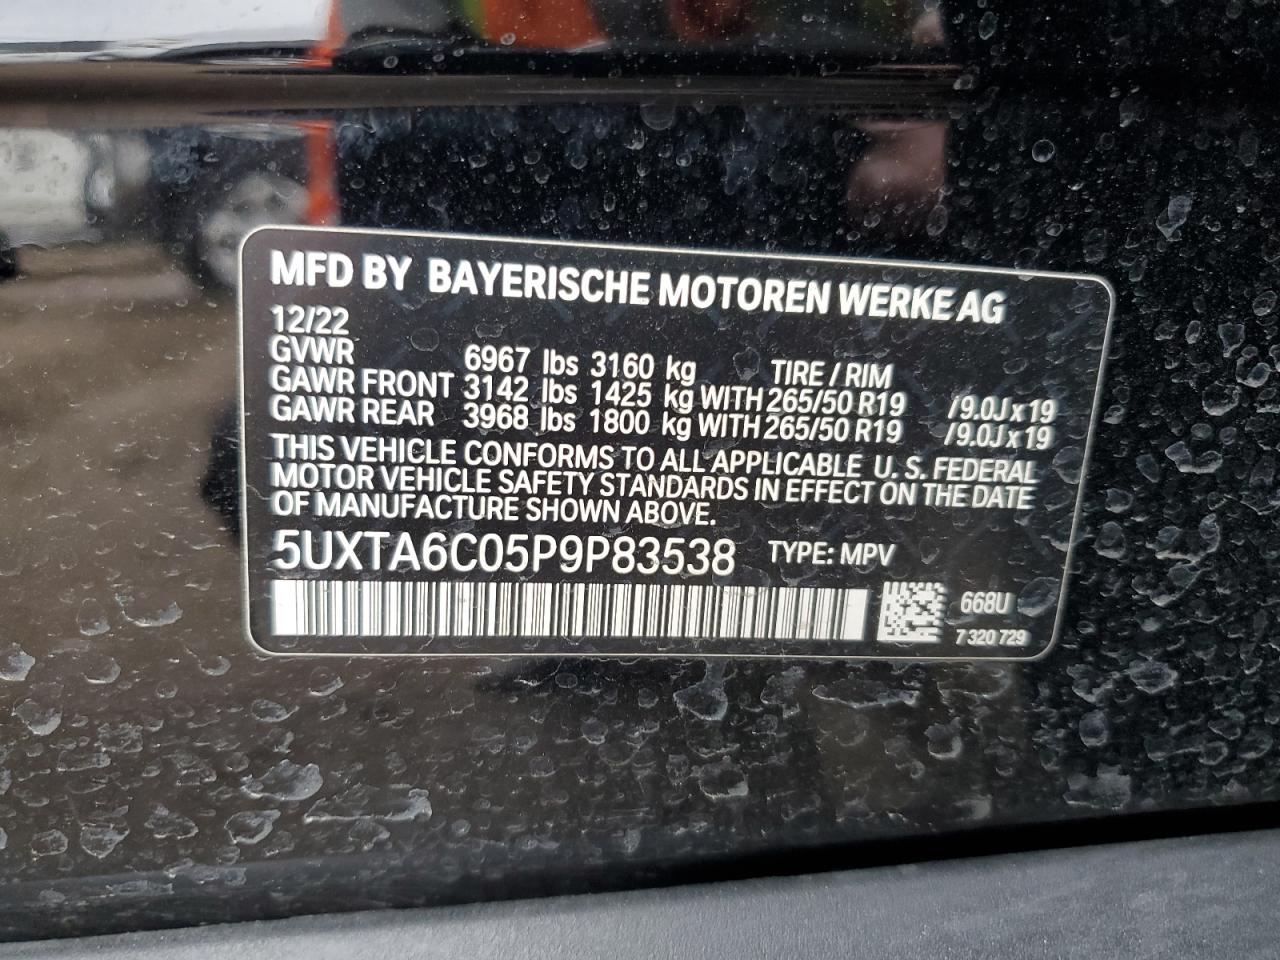 MFD BY BAYERISCHE MOTOREN WERKE AG
12/22
GVWR 6967 lbs 3160 kg TIRE / RIM
GAWR FRONT 3142 lbs 1425 kg WITH 265/50 R19 /9.0J x 19
GAWR REAR 3968 lbs 1800 kg WITH 265/50 R19 /9.0J x 19
THIS VEHICLE CONFORMS TO ALL APPLICABLE U. S. FEDERAL
MOTOR VEHICLE SAFETY STANDARDS IN EFFECT ON THE DATE
OF MANUFACTURE SHOWN ABOVE.
5UXTA6C05P9P83538 TYPE: MPV
668U
7 320 729